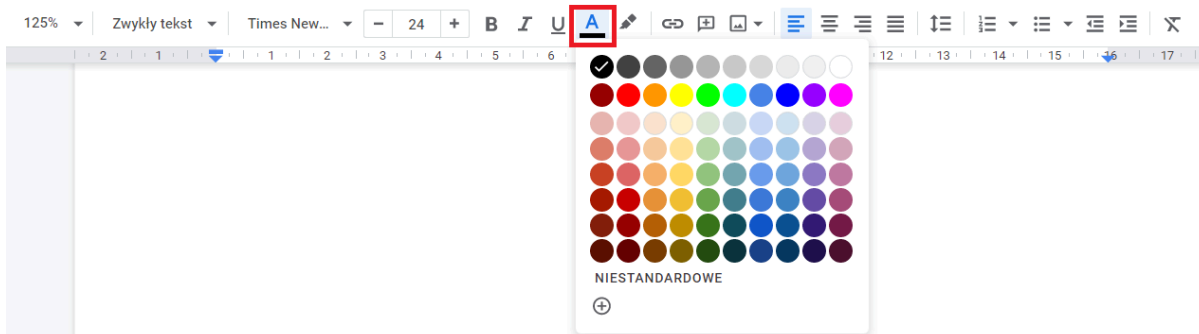 125% Zwykły tekst Times New... − 24 + B I U A
2 1 1 2 3 4 5 6 12 13 14 15 16 17
NIESTANDARDOWE